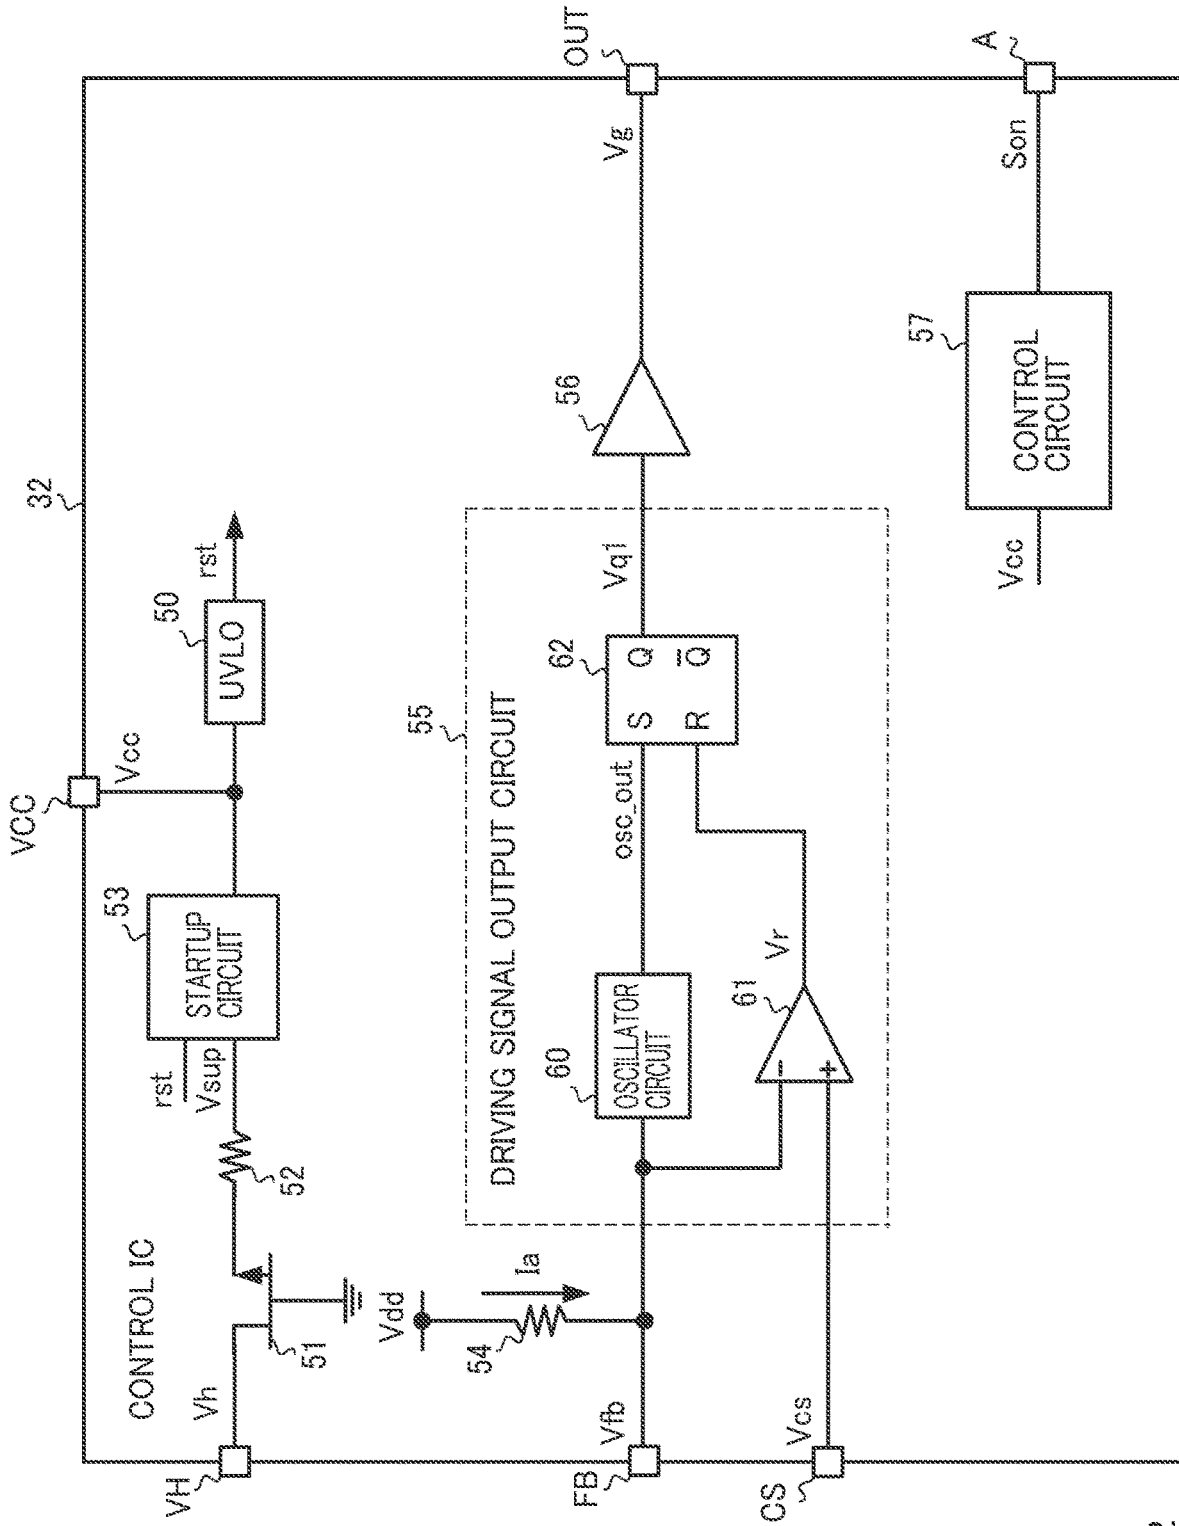 32
VCC
Vcc
CONTROL IC
VH
Vh
51
52
rst
Vsup
53
STARTUP
CIRCUIT
50
UVLO
rst
Vdd
54
Ia
55
DRIVING SIGNAL OUTPUT CIRCUIT
FB
Vfb
60
OSCILLATOR
CIRCUIT
osc_out
62
S Q
R Q̅
Vq1
56
Vg
OUT
CS
Vcs
61
−
+
Vr
57
CONTROL
CIRCUIT
Vcc
Son
A